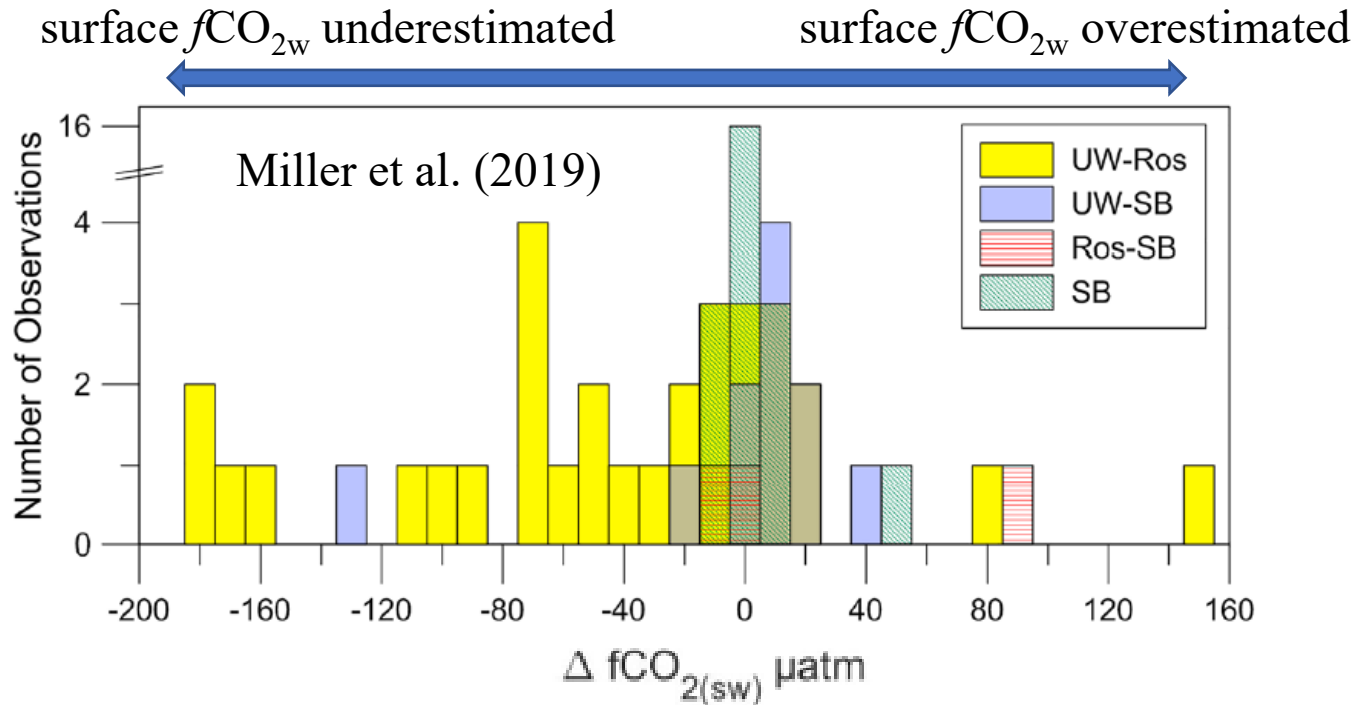 surface fCO2w underestimated
surface fCO2w overestimated
Miller et al. (2019)
Number of Observations
16
4
2
0
UW-Ros
UW-SB
Ros-SB
SB
-200 -160 -120 -80 -40 0 40 80 120 160
Δ fCO2(sw) µatm